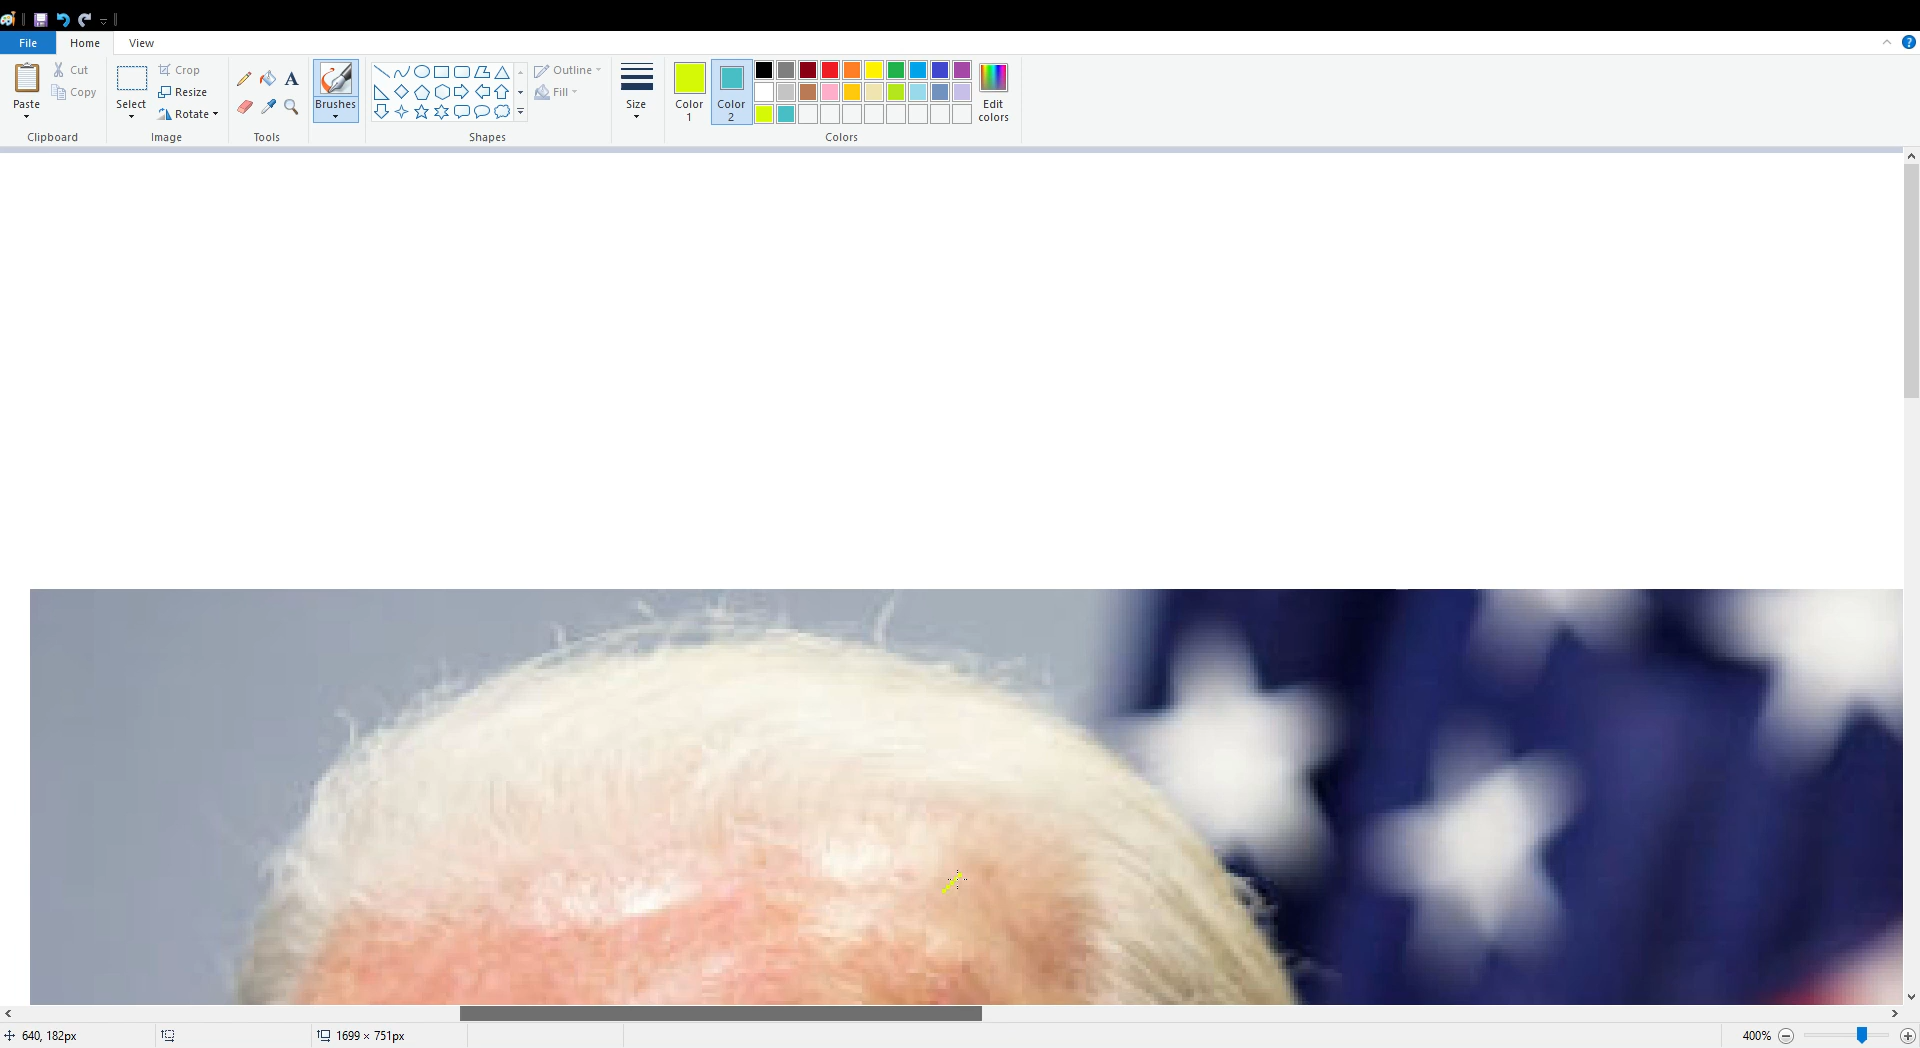 File Home View
Paste Cut Copy
Clipboard
Select Crop Resize Rotate
Image
A
Tools
Brushes
Outline Fill
Shapes
Size
Color 1
Color 2
Edit colors
Colors
?
640, 182px
1699 × 751px
400%